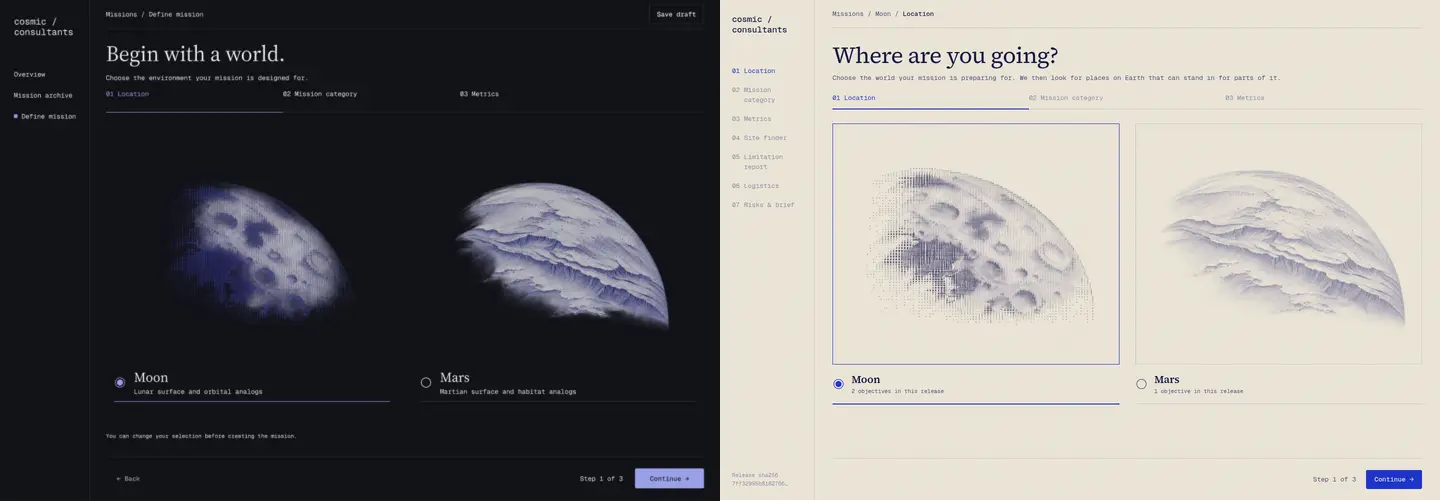 cosmic /
consultants
Overview
Mission archive
Define mission
Missions / Define mission
Save draft
Begin with a world.
Choose the environment your mission is designed for.
01 Location
02 Mission category
03 Metrics
Moon
Lunar surface and orbital analogs
Mars
Martian surface and habitat analogs
You can change your selection before creating the mission.
← Back
Step 1 of 3
Continue →
cosmic /
consultants
01 Location
02 Mission
category
03 Metrics
04 Site finder
05 Limitation
report
06 Logistics
07 Risks & brief
Release sha256
Missions / Moon / Location
Where are you going?
Choose the world your mission is preparing for. We then look for places on Earth that can stand in for parts of it.
01 Location
02 Mission category
03 Metrics
Moon
2 objectives in this release
Mars
1 objective in this release
Step 1 of 3
Continue →